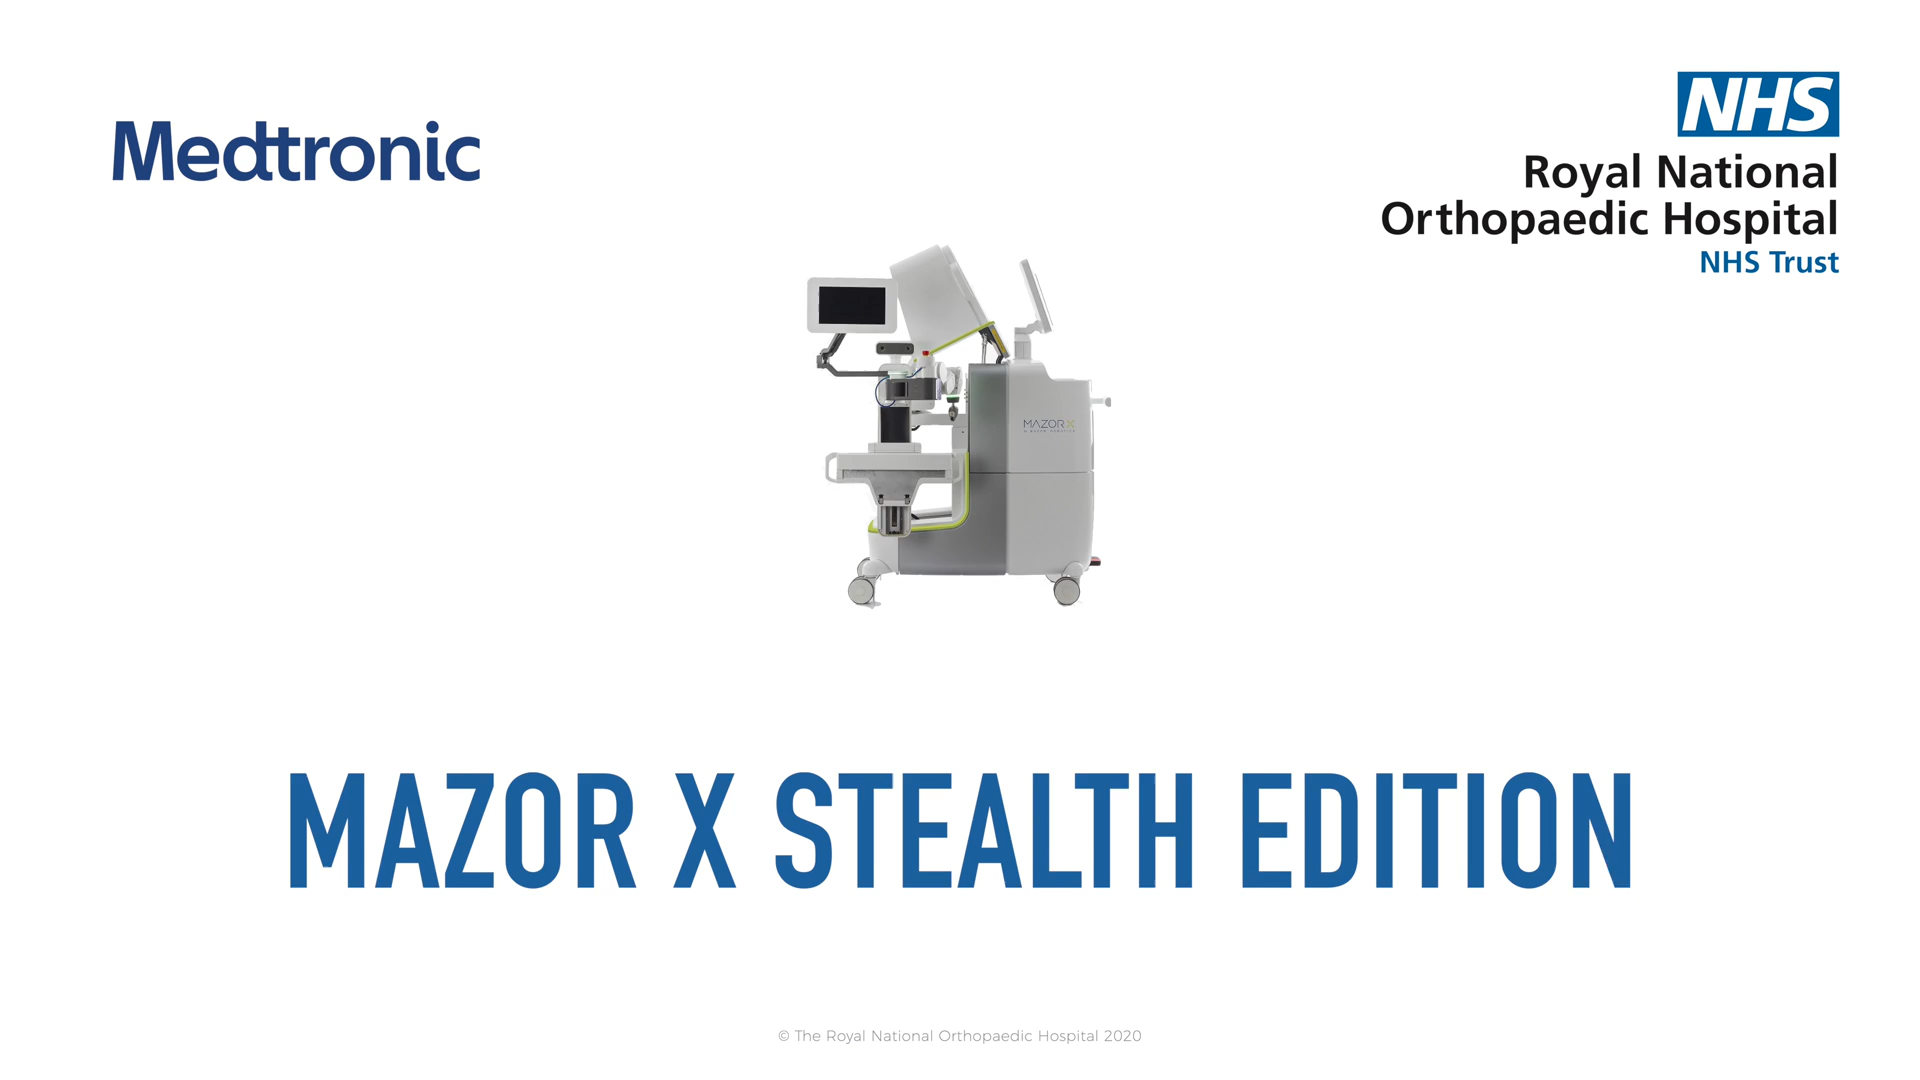 Medtronic
NHS
Royal National
Orthopaedic Hospital
NHS Trust
MAZOR X
MAZOR X STEALTH EDITION
© The Royal National Orthopaedic Hospital 2020